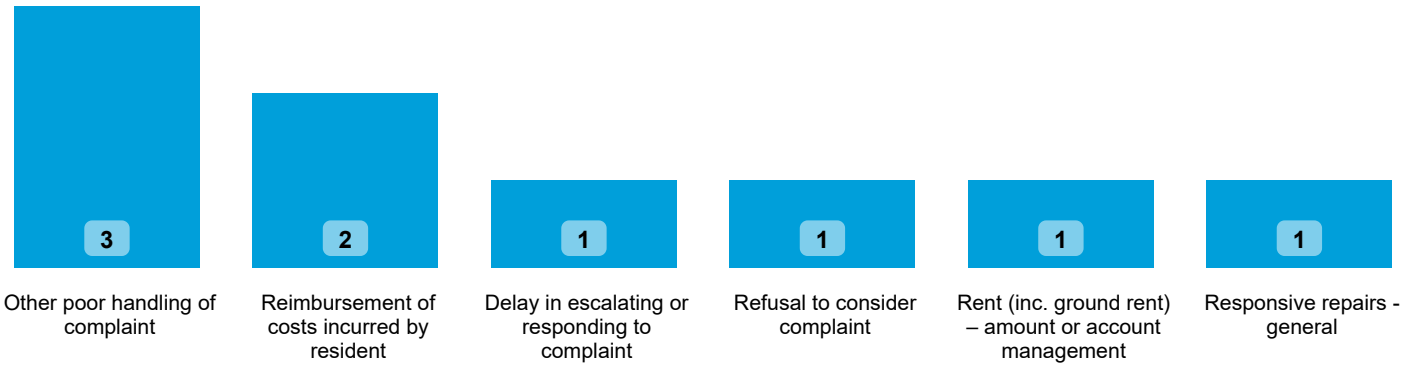 3
2
1
1
1
1
Other poor handling of
complaint
Reimbursement of
costs incurred by
resident
Delay in escalating or
responding to
complaint
Refusal to consider
complaint
Rent (inc. ground rent)
– amount or account
management
Responsive repairs -
general